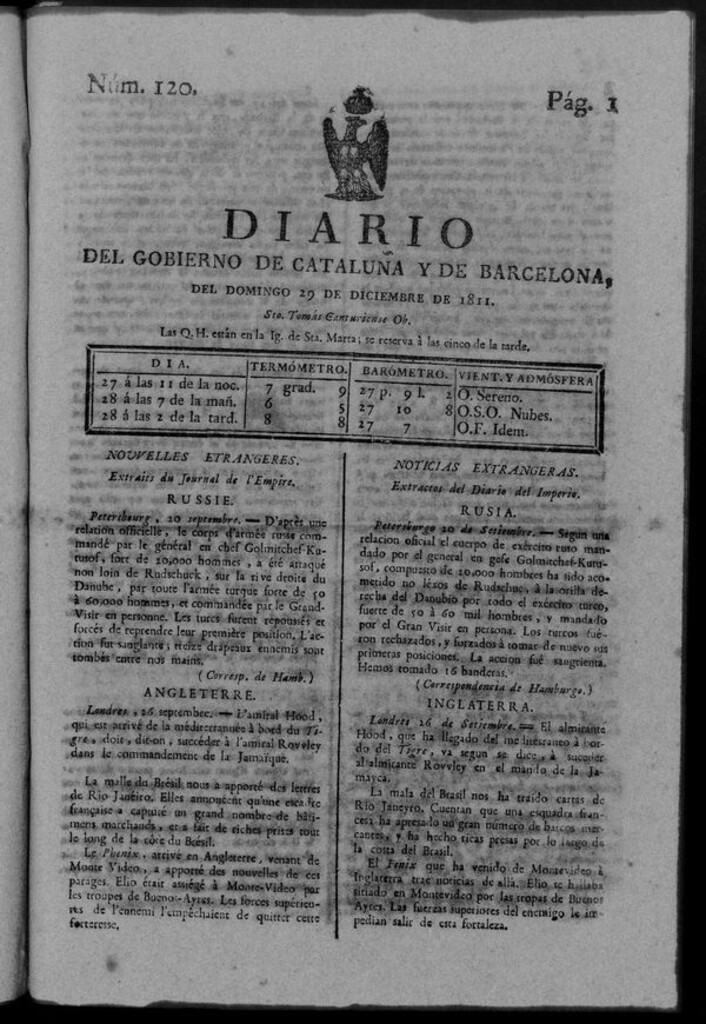 Núm. 120.
Pág. 1
DIARIO
DEL GOBIERNO DE CATALUÑA Y DE BARCELONA,
DEL DOMINGO 29 DE DICIEMBRE DE 1811.
Sto. Tomás Cantuariense Ob.
Las Q. H. están en la Ig. de Sta. Marta; se reserva á las cinco de la tarde.
DIA. TERMÓMETRO. BARÓMETRO. VIENT. Y ADMÓSFERA
27 á las 11 de la noc. 7 grad. 9 27 p. 9 l. 2 O. Sereno.
28 á las 7 de la mañ. 6 5 27 10 8 O.S.O. Nubes.
28 á las 2 de la tard. 8 8 27 7 O.F. Idem.
NOUVELLES ETRANGERES.
Extraits du Journal de l'Empire.
RUSSIE.
Petersbourg, 20 septembre. — D'après une
relation officielle, le corps d'armée russe com-
mandé par le général en chef Golmitchef-Ku-
tusof, fort de 20,000 hommes, a été attaqué
non loin de Rudschuck, sur la rive droite du
Danube, par toute l'armée turque forte de 50
à 60,000 hommes, et commandée par le Grand-
Visir en personne. Les turcs furent repoussés et
forcés de reprendre leur première position. L'ac-
tion fut sanglante; treize drapeaux ennemis sont
tombés entre nos mains.
(Corresp. de Hamb.)
ANGLETERRE.
Londres, 26 septembre. — L'amiral Hood,
qui est arrivé de la méditerrannée à bord du Ti-
gre, doit, dit-on, succéder à l'amiral Rovvley
dans le commandement de la Jamaïque.
La malle du Brésil nous a apporté des lettres
de Rio Janéiro. Elles annoncent qu'une escadre
française a capturé un grand nombre de bâti-
mens marchands, et a fait de riches prises tout
le long de la côte du Brésil.
Le Phenix, arrivé en Angleterre, venant de
Monte Video, a apporté des nouvelles de ces
parages. Elio était assiégé à Monte-Video par
les troupes de Buenos-Ayres. Les forces supérieu-
res de l'ennemi l'empêchaient de quitter cette
forteresse.
NOTICIAS EXTRANGERAS.
Extractos del Diario del Imperio.
RUSIA.
Petersburgo 20 de Setiembre. — Segun una
relacion oficial el cuerpo de exército ruso man-
dado por el general en gefe Golmitchef-Kutu-
sof, compuesto de 20,000 hombres ha sido aco-
metido no léxos de Rudschuc, à la orilla de-
recha del Danubio por todo el exército turco,
fuerte de 50 à 60 mil hombres, y mandado
por el Gran Visir en persona. Los turcos fué-
ron rechazados, y forzados à tomar de nuevo sus
primeras posiciones. La accion fué sangrienta.
Hemos tomado 16 banderas.
(Correspondencia de Hamburgo.)
INGLATERRA.
Londres 26 de Setiembre. — El almirante
Hood, que ha llegado del mediterraneo à bor-
do del Tigre, va segun se dice, à suceder
al almirante Rovvley en el mando de la Ja-
mayca.
La mala del Brasil nos ha traido cartas de
Rio Janeyro. Cuentan que una esquadra fran-
cesa ha apresado un gran número de barcos mer-
cantes, y ha hecho ricas presas por lo largo de
la costa del Brasil.
El Fenix que ha venido de Montevideo à
Inglaterra trae noticias de allà. Elio se hallaba
sitiado en Montevideo por las tropas de Buenos
Ayres. Las fuerzas superiores del enemigo le im-
pedian salir de esta fortaleza.